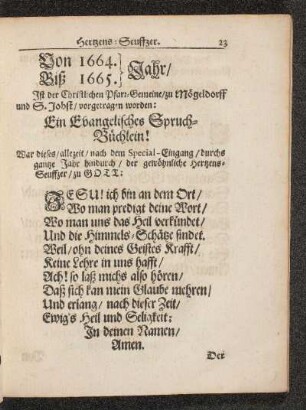 Hertzens-Seuffzer. 23
Von 1664. } Jahr/
Biß 1665.
Ist der Christlichen Pfarr-Gemeine/ zu Mögeldorff
und S. Jobst/ vorgetragen worden:
Ein Evangelisches Spruch-
Büchlein!
War dieses/ allezeit/ nach dem Special-Eingang/ durchs
gantze Jahr hindurch/ der gewöhnliche Hertzens-
Seuffzer/ zu GOTT:
JESU! ich bin an dem Ort/
Wo man predigt deine Wort/
Wo man uns das Heil verkündet/
Und die Himmels-Schätze findet.
Weil/ ohn deines Geistes Krafft/
Keine Lehre in uns hafft/
Ach! so laß michs also hören/
Daß sich kan mein Glaube mehren/
Und erlang/ nach dieser Zeit/
Ewig's Heil und Seligkeit:
In deinen Namen/
Amen.
Der